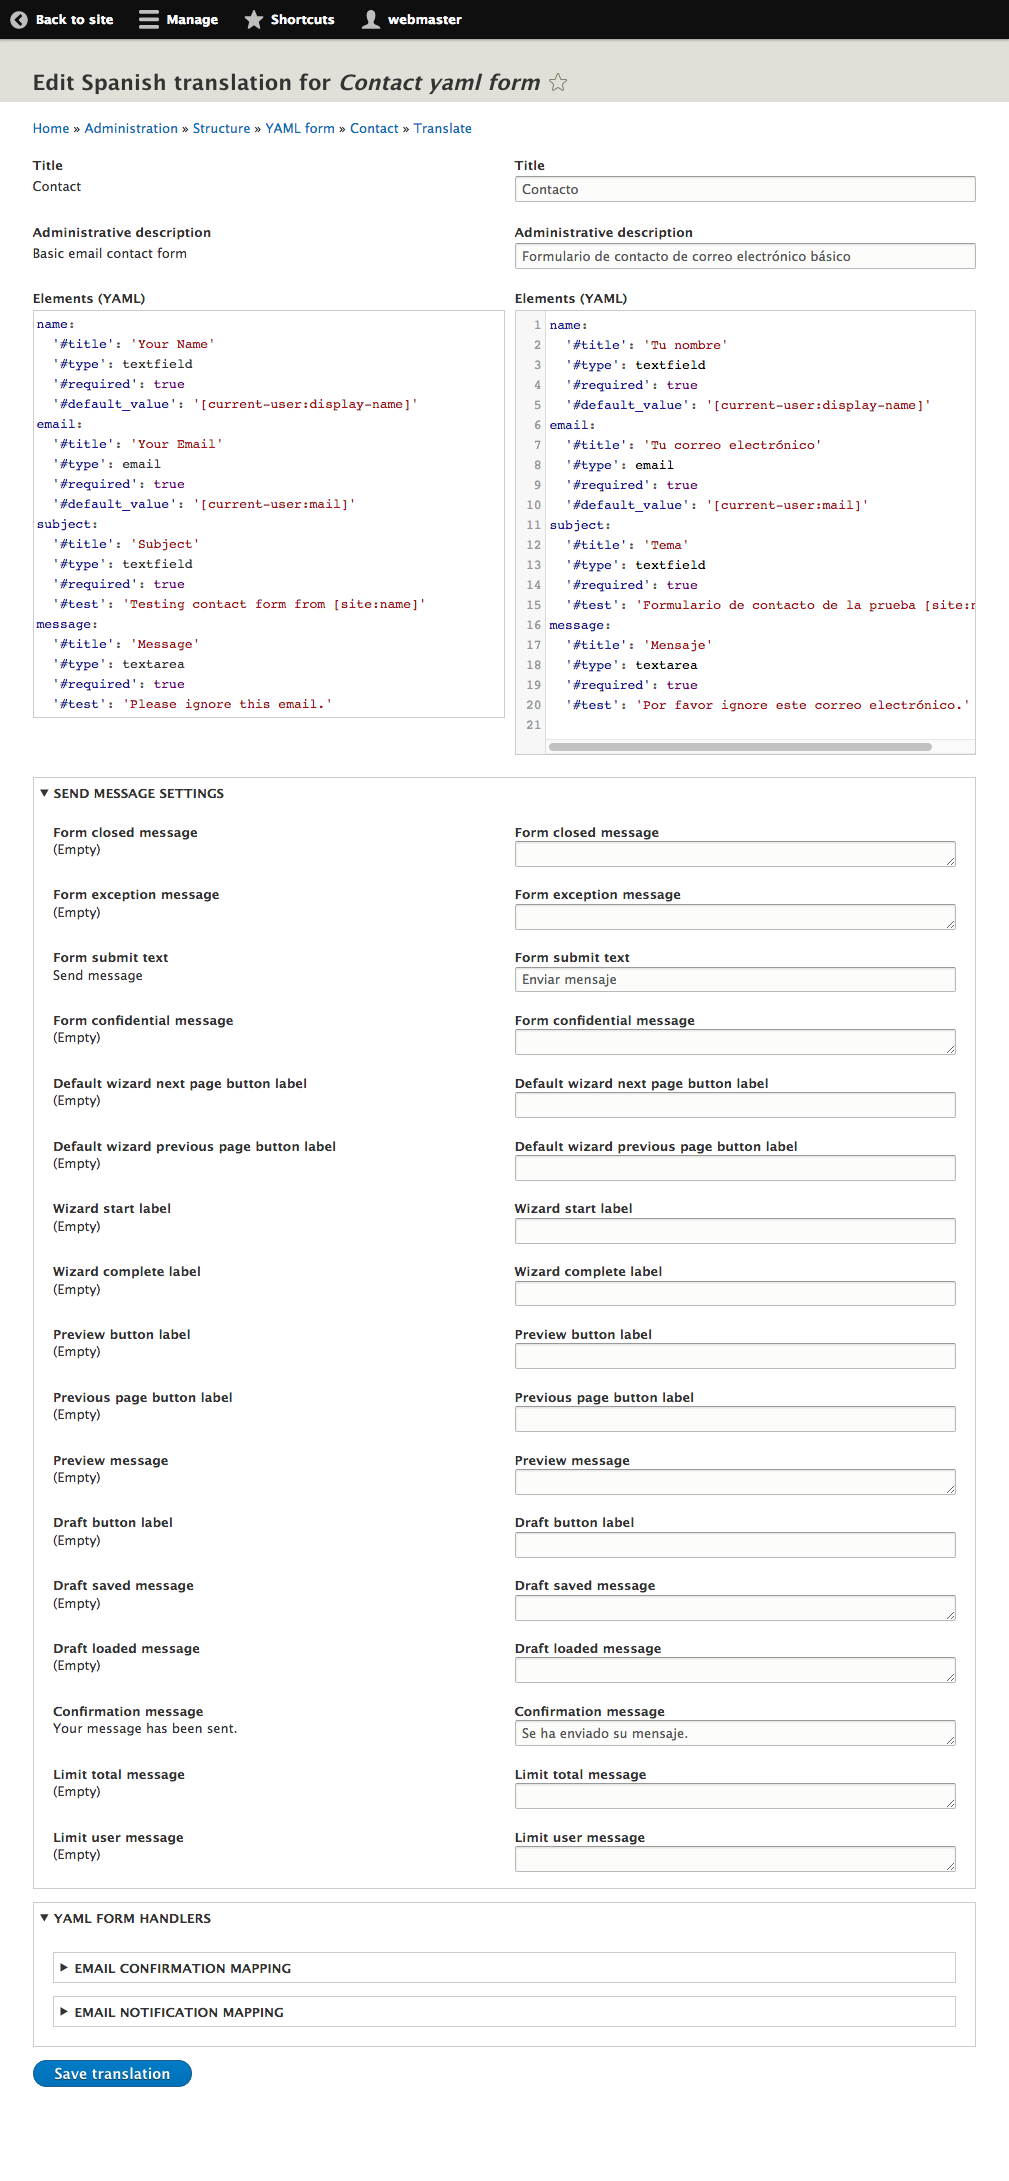 Back to site Manage Shortcuts webmaster
Edit Spanish translation for Contact yaml form
Home » Administration » Structure » YAML form » Contact » Translate
Title
Contact
Title
Contacto
Administrative description
Basic email contact form
Administrative description
Formulario de contacto de correo electrónico básico
Elements (YAML)
name:
'#title': 'Your Name'
'#type': textfield
'#required': true
'#default_value': '[current-user:display-name]'
email:
'#title': 'Your Email'
'#type': email
'#required': true
'#default_value': '[current-user:mail]'
subject:
'#title': 'Subject'
'#type': textfield
'#required': true
'#test': 'Testing contact form from [site:name]'
message:
'#title': 'Message'
'#type': textarea
'#required': true
'#test': 'Please ignore this email.'
Elements (YAML)
1 name:
2 '#title': 'Tu nombre'
3 '#type': textfield
4 '#required': true
5 '#default_value': '[current-user:display-name]'
6 email:
7 '#title': 'Tu correo electrónico'
8 '#type': email
9 '#required': true
10 '#default_value': '[current-user:mail]'
11 subject:
12 '#title': 'Tema'
13 '#type': textfield
14 '#required': true
15 '#test': 'Formulario de contacto de la prueba [site:
16 message:
17 '#title': 'Mensaje'
18 '#type': textarea
19 '#required': true
20 '#test': 'Por favor ignore este correo electrónico.'
21
SEND MESSAGE SETTINGS
Form closed message
(Empty)
Form closed message
Form exception message
(Empty)
Form exception message
Form submit text
Send message
Form submit text
Enviar mensaje
Form confidential message
(Empty)
Form confidential message
Default wizard next page button label
(Empty)
Default wizard next page button label
Default wizard previous page button label
(Empty)
Default wizard previous page button label
Wizard start label
(Empty)
Wizard start label
Wizard complete label
(Empty)
Wizard complete label
Preview button label
(Empty)
Preview button label
Previous page button label
(Empty)
Previous page button label
Preview message
(Empty)
Preview message
Draft button label
(Empty)
Draft button label
Draft saved message
(Empty)
Draft saved message
Draft loaded message
(Empty)
Draft loaded message
Confirmation message
Your message has been sent.
Confirmation message
Se ha enviado su mensaje.
Limit total message
(Empty)
Limit total message
Limit user message
(Empty)
Limit user message
YAML FORM HANDLERS
EMAIL CONFIRMATION MAPPING
EMAIL NOTIFICATION MAPPING
Save translation